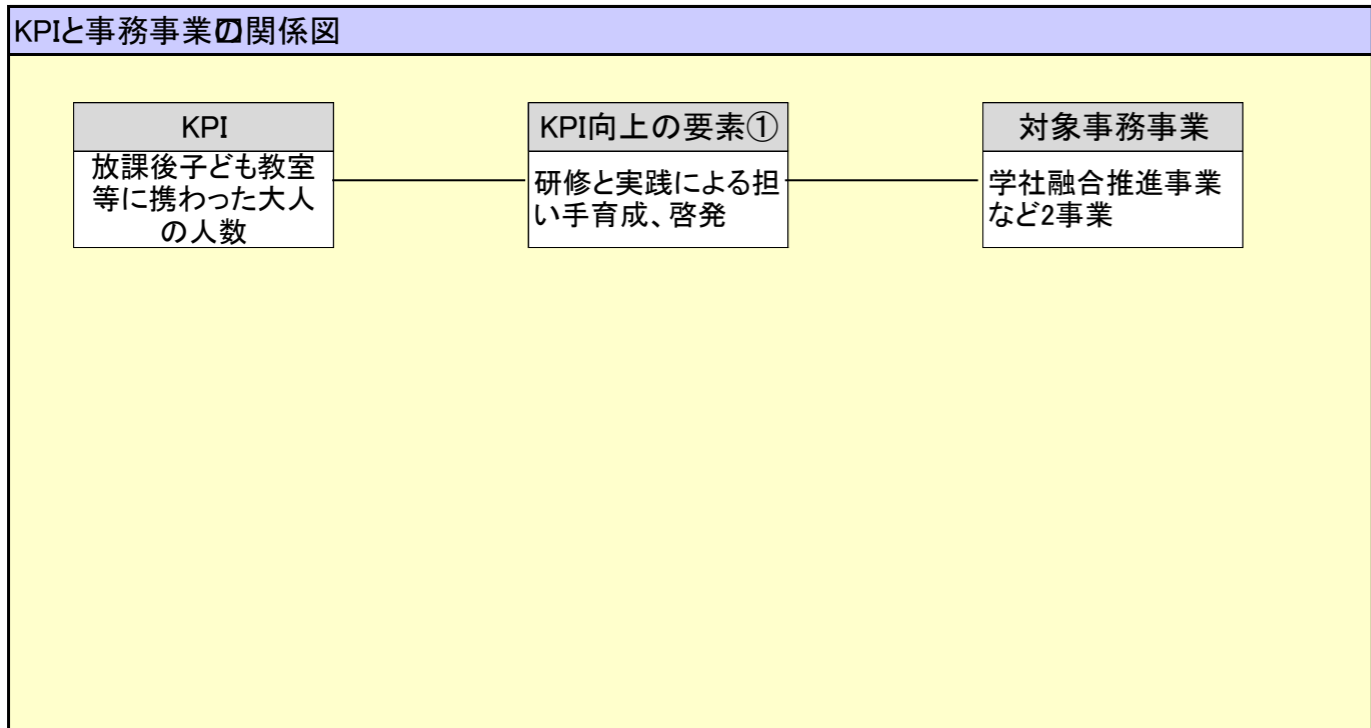 KPIと事務事業の関係図
KPI
放課後子ども教室
等に携わった大人
の人数
KPI向上の要素①
研修と実践による担
い手育成、啓発
対象事務事業
学社融合推進事業
など2事業